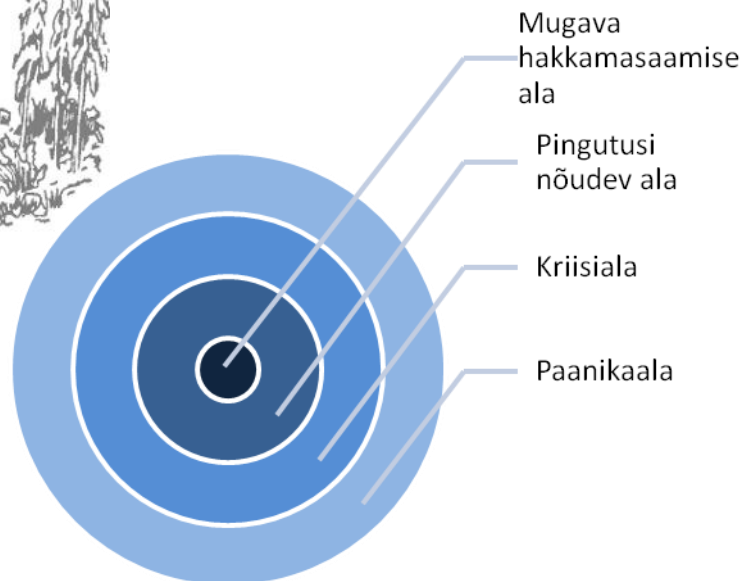 Mugava
hakkamasaamise
ala
Pingutusi
nõudev ala
Kriisiala
Paanikaala